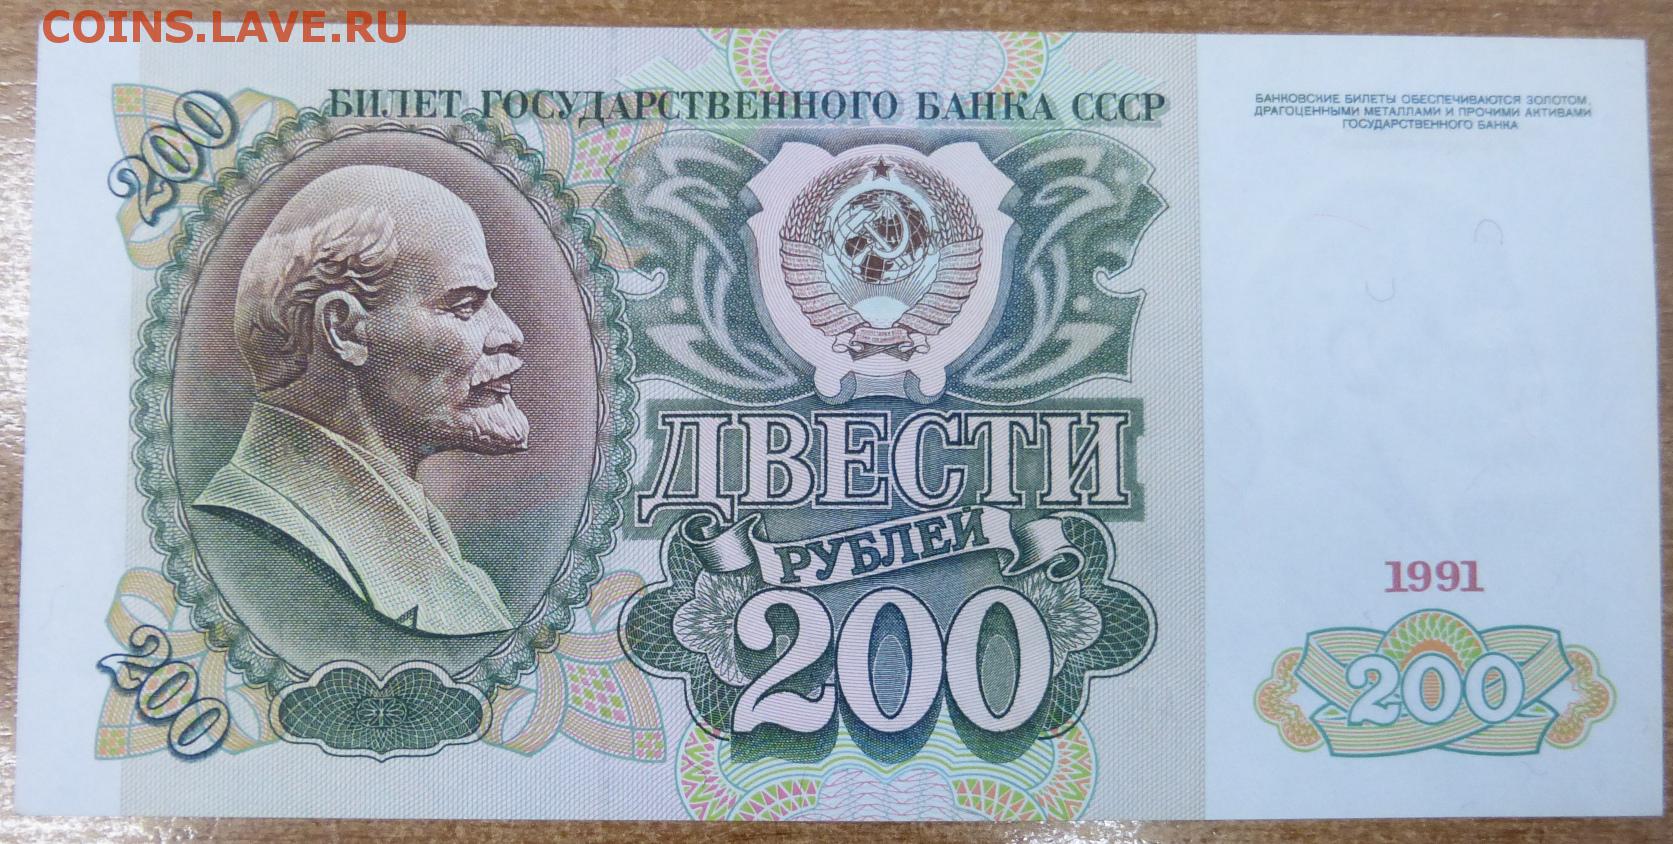 COINS.LAVE.RU
200
БИЛЕТ ГОСУДАРСТВЕННОГО БАНКА СССР
БАНКОВСКИЕ БИЛЕТЫ ОБЕСПЕЧИВАЮТСЯ ЗОЛОТОМ,
ДРАГОЦЕННЫМИ МЕТАЛЛАМИ И ПРОЧИМИ АКТИВАМИ
ГОСУДАРСТВЕННОГО БАНКА
ДВЕСТИ
РУБЛЕЙ
200
1991
200
200